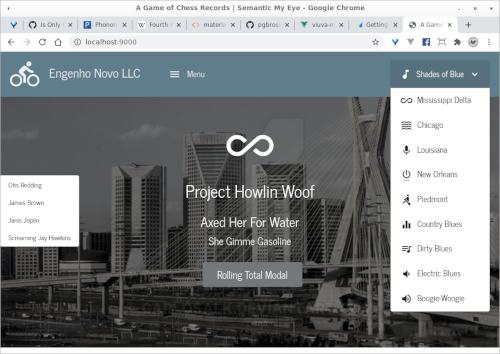 A Game of Chess Records | Semantic My Eye - Google Chrome
Is Only
Phonon
Fourth
materia
pgbros
viuva-m
Getting
A Game
localhost:9000
Engenho Novo LLC
Menu
Shades of Blue
Mississippi Delta
Chicago
Louisiana
New Orleans
Piedmont
Country Blues
Dirty Blues
Electric Blues
Boogie-Woogie
Otis Redding
James Brown
Janis Joplin
Screaming Jay Hawkins
Project Howlin Woof
Axed Her For Water
She Gimme Gasoline
Rolling Total Modal